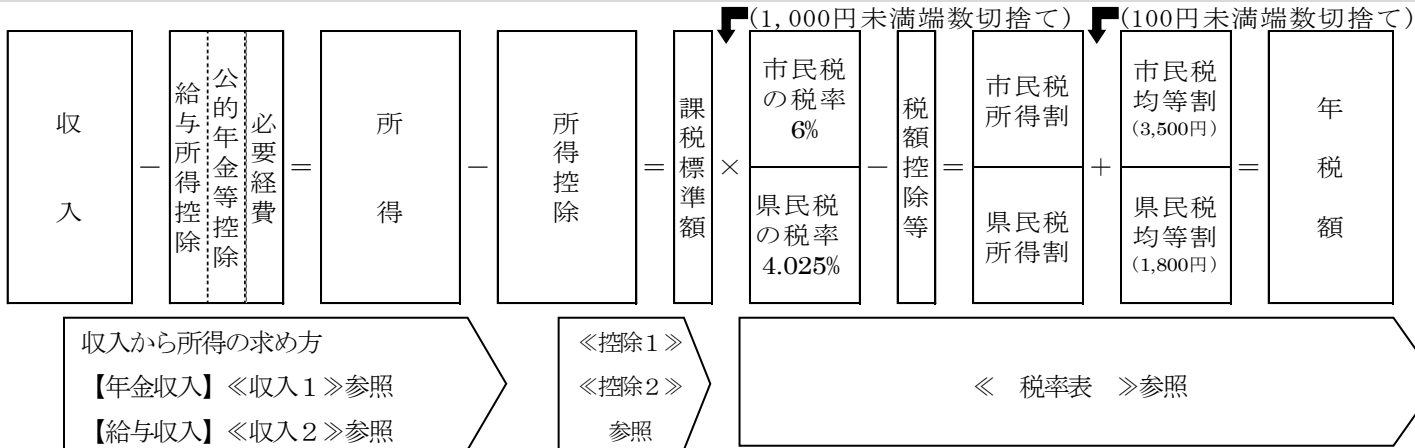 (1,000円未満端数切捨て)
(100円未満端数切捨て)
収入
−
給与所得控除
公的年金等控除
必要経費
=
所得
−
所得控除
=
課税標準額
×
市民税
の税率
6%
県民税
の税率
4.025%
−
税額控除等
=
市民税
所得割
県民税
所得割
+
市民税
均等割
(3,500円)
県民税
均等割
(1,800円)
=
年税額
収入から所得の求め方
【年金収入】≪収入1≫参照
【給与収入】≪収入2≫参照
≪控除1≫
≪控除2≫
参照
≪ 税率表 ≫参照